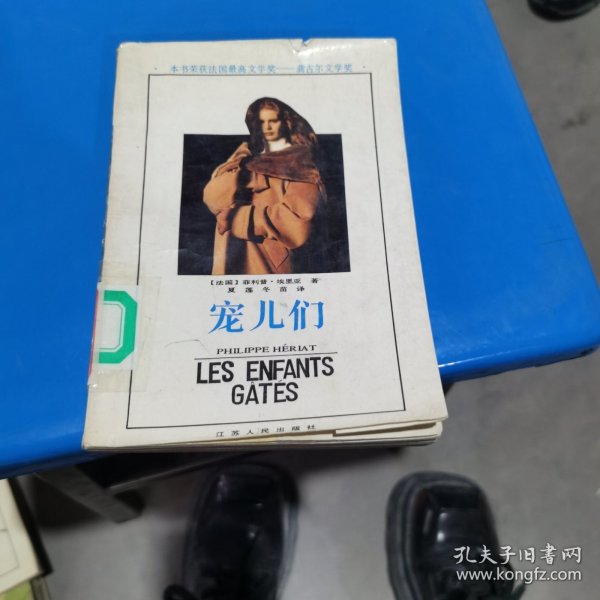 ·本书荣获法国最高文学奖——龚古尔文学奖·
【法国】菲利普·埃里亚 著
夏莲 冬苗 译
宠儿们
PHILIPPE HÉRIAT
LES ENFANTS
GÂTÉS
江苏人民出版社
孔夫子旧书网
www.kongfz.com